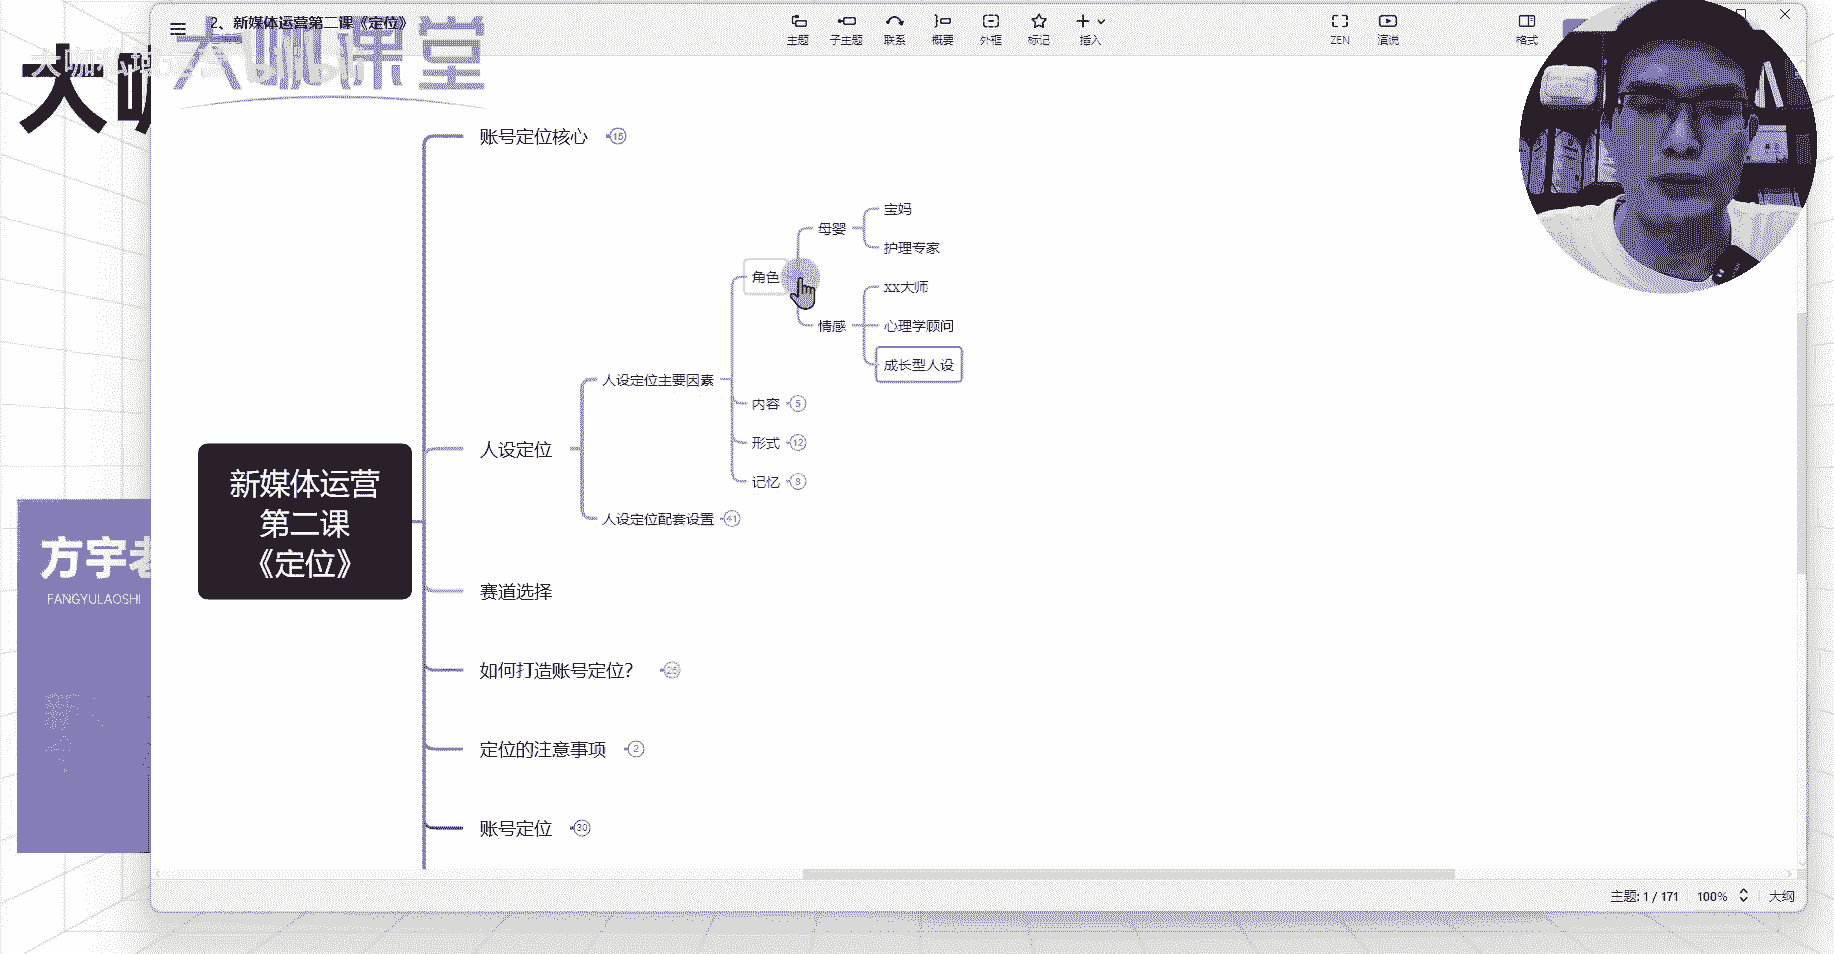 2、新媒体运营第二课《定位》
主题
子主题
联系
概要
外框
标记
插入
ZEN
演说
格式
大咖课堂
大咖
账号定位核心
15
宝妈
母婴
护理专家
角色
xx大师
情感
心理学顾问
成长型人设
人设定位主要因素
内容
5
形式
12
记忆
8
人设定位
人设定位配套设置
41
新媒体运营
第二课
《定位》
赛道选择
如何打造账号定位?
定位的注意事项
2
账号定位
30
方宇老
FANGYULAOSHI
主题: 1 / 171
100%
大纲